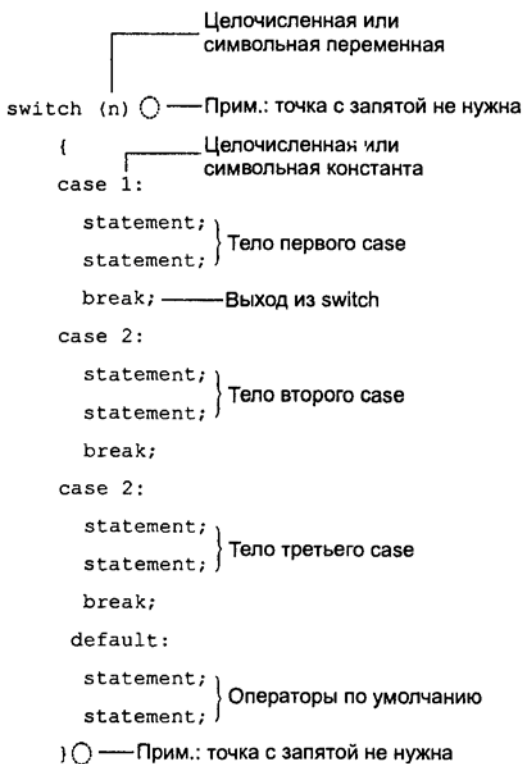 Целочисленная или
символьная переменная
switch (n) Прим.: точка с запятой не нужна
{ Целочисленная или
символьная константа
case 1:
statement;
Тело первого case
statement;
break; Выход из switch
case 2:
statement;
Тело второго case
statement;
break;
case 2:
statement;
Тело третьего case
statement;
break;
default:
statement;
Операторы по умолчанию
statement;
} Прим.: точка с запятой не нужна